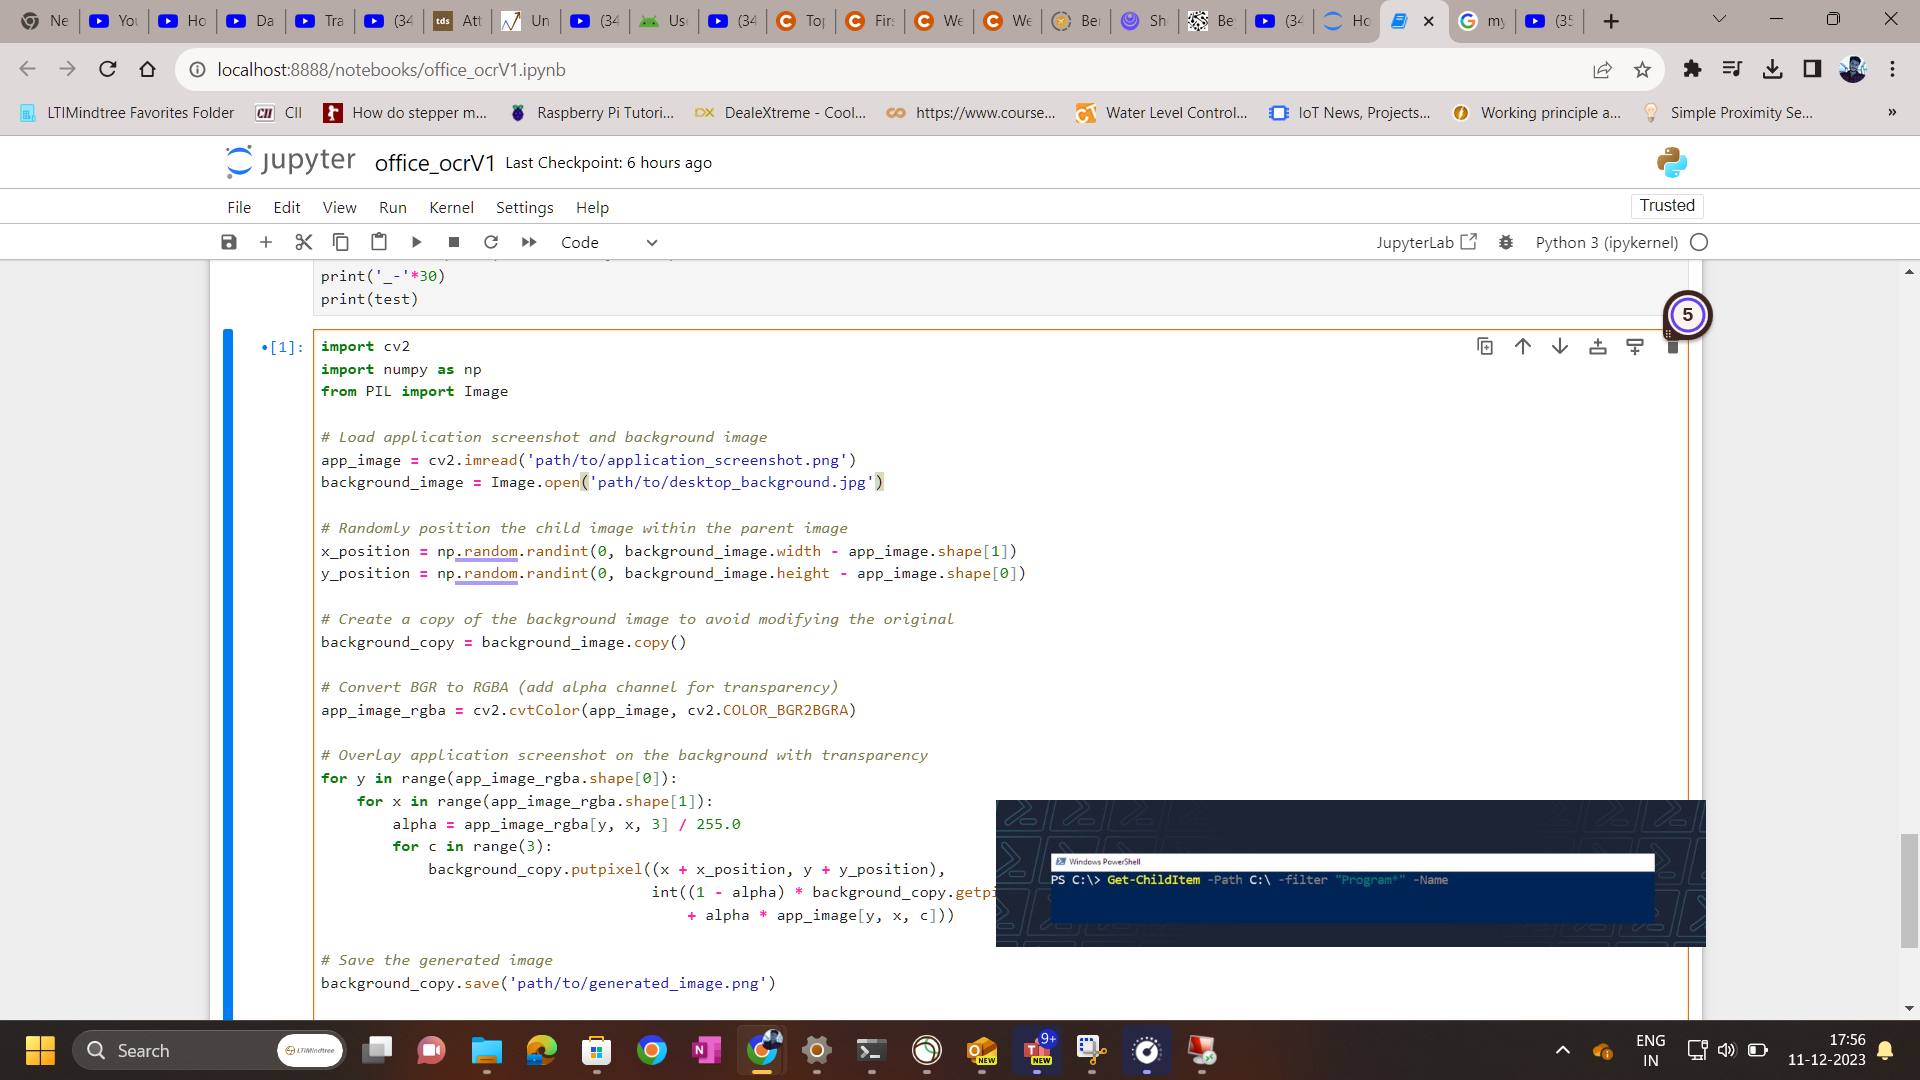 Ne
You
Ho
Da
Tra
(34
Att
Un
(34
Us
(34
Top
Firs
We
We
Ber
Sh
Be
(34
Ho
my
(35
localhost:8888/notebooks/office_ocrV1.ipynb
LTIMindtree Favorites Folder
CII
How do stepper m...
Raspberry Pi Tutori...
DealeXtreme - Cool...
https://www.course...
Water Level Control...
IoT News, Projects...
Working principle a...
Simple Proximity Se...
»
jupyter office_ocrV1 Last Checkpoint: 6 hours ago
File Edit View Run Kernel Settings Help
Trusted
Code
JupyterLab
Python 3 (ipykernel)
print('_-'*30)
print(test)
5
•[1]:
import cv2
import numpy as np
from PIL import Image
# Load application screenshot and background image
app_image = cv2.imread('path/to/application_screenshot.png')
background_image = Image.open('path/to/desktop_background.jpg')
# Randomly position the child image within the parent image
x_position = np.random.randint(0, background_image.width - app_image.shape[1])
y_position = np.random.randint(0, background_image.height - app_image.shape[0])
# Create a copy of the background image to avoid modifying the original
background_copy = background_image.copy()
# Convert BGR to RGBA (add alpha channel for transparency)
app_image_rgba = cv2.cvtColor(app_image, cv2.COLOR_BGR2BGRA)
# Overlay application screenshot on the background with transparency
for y in range(app_image_rgba.shape[0]):
for x in range(app_image_rgba.shape[1]):
alpha = app_image_rgba[y, x, 3] / 255.0
for c in range(3):
background_copy.putpixel((x + x_position, y + y_position),
int((1 - alpha) * background_copy.getpi
+ alpha * app_image[y, x, c]))
# Save the generated image
background_copy.save('path/to/generated_image.png')
Windows PowerShell
PS C:\> Get-ChildItem -Path C:\ -filter "Program*" -Name
Search
LTIMindtree
NEW
9+
NEW
ENG
IN
17:56
11-12-2023